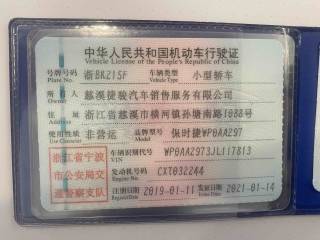 中华人民共和国机动车行驶证
Vehicle License of the People's Republic of China
号牌号码 浙BK215F 车辆类型 小型轿车
Plate No. Vehicle Type
所有人 慈溪捷骏汽车销售服务有限公司
Owner
住址 浙江省慈溪市横河镇孙塘南路1088号
Address
使用性质 非营运 品牌型号 保时捷WP0AA297
Use Character Model
浙江省宁波
市公安局交
通警察支队
车辆识别代号 WP0AA2973JL117813
VIN
发动机号码 CXT032244
Engine No.
注册日期 2019-01-11 发证日期 2021-01-14
Register Date Issue Date